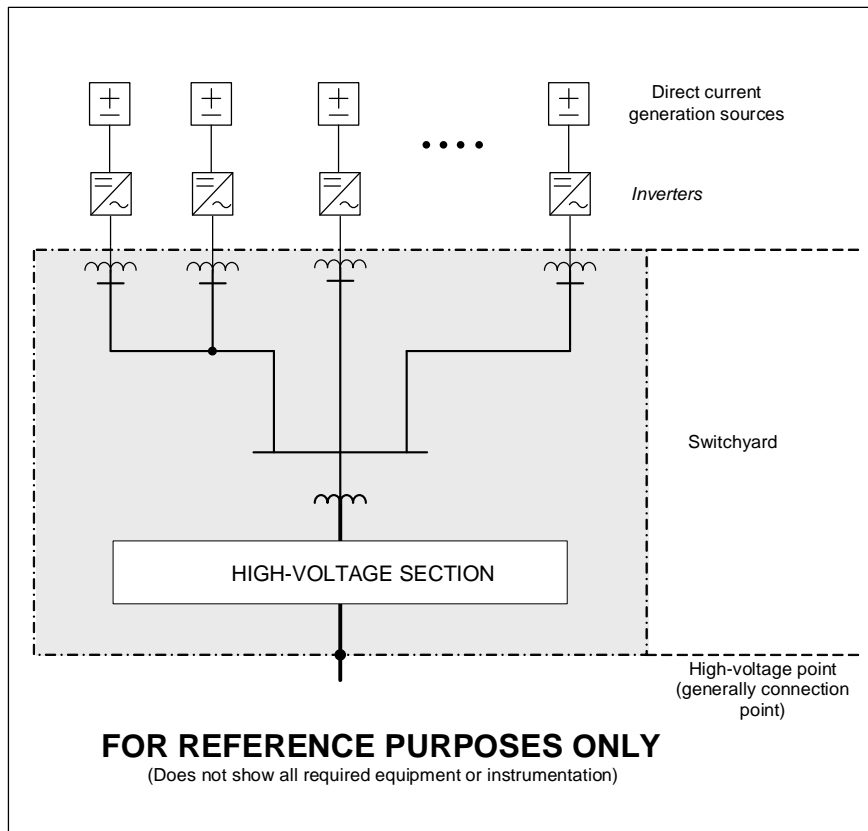 Direct current
generation sources
Inverters
Switchyard
HIGH-VOLTAGE SECTION
High-voltage point
(generally connection
point)
FOR REFERENCE PURPOSES ONLY
(Does not show all required equipment or instrumentation)